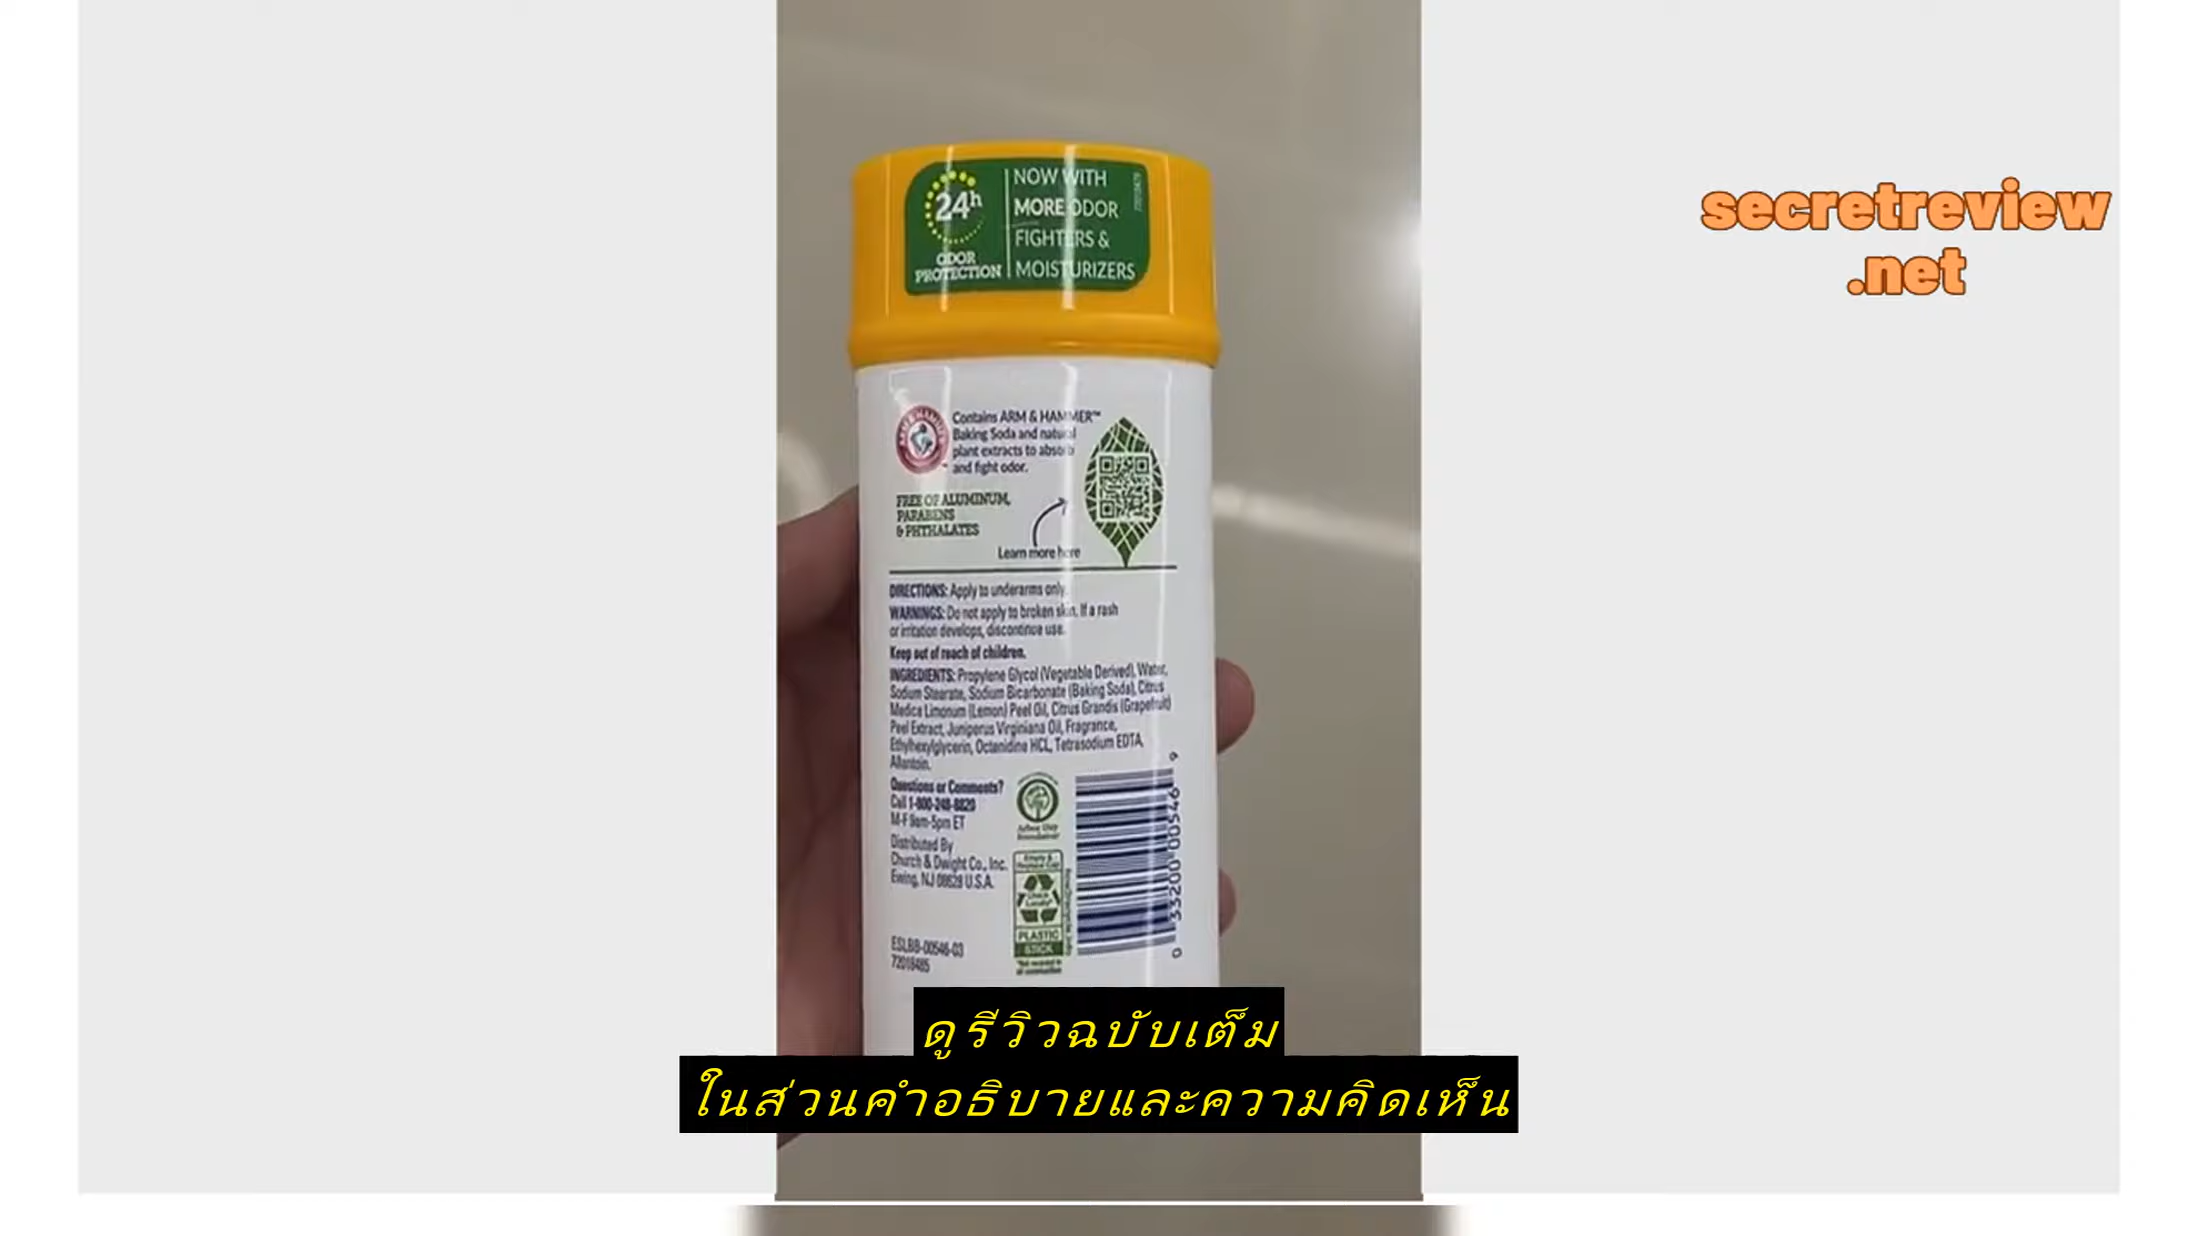 secretreview
.net
24h
ODOR
PROTECTION
NOW WITH
MORE ODOR
FIGHTERS &
MOISTURIZERS
Contains ARM & HAMMER™
Baking Soda and natural
plant extracts to absorb
and fight odor.
FREE OF ALUMINUM,
PARABENS
& PHTHALATES
Learn more here
DIRECTIONS: Apply to underarms only.
WARNINGS: Do not apply to broken skin. If a rash
or irritation develops, discontinue use.
Keep out of reach of children.
INGREDIENTS: Propylene Glycol (Vegetable Derived), Water,
Sodium Stearate, Sodium Bicarbonate (Baking Soda), Citrus
Medica Limonum (Lemon) Peel Oil, Citrus Grandis (Grapefruit)
Peel Extract, Juniperus Virginiana Oil, Fragrance,
Ethylhexylglycerin, Octenidine HCL, Tetrasodium EDTA,
Allantoin.
Questions or Comments?
Call 1-800-248-8820
M-F 9am-5pm ET
Distributed By
Church & Dwight Co., Inc.
Ewing, NJ 08628 U.S.A.
PLASTIC
STICK
0 33200 00546 9
ESLBB-00546-03
72018485
ดูรีวิวฉบับเต็ม
ในส่วนคำอธิบายและความคิดเห็น